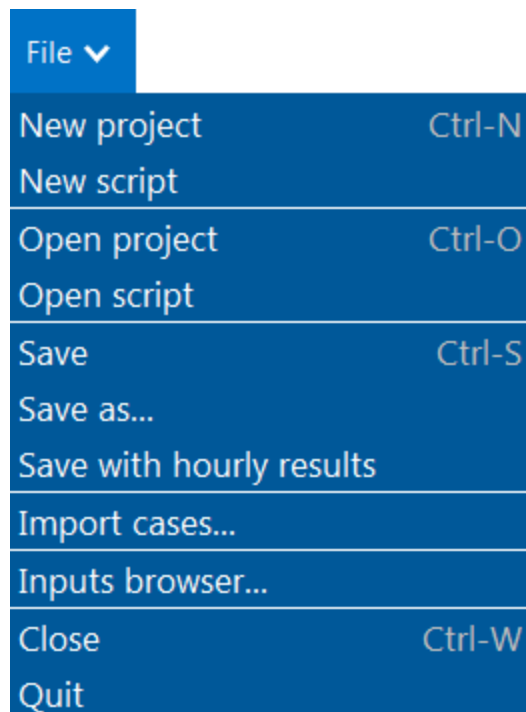 File
New project Ctrl-N
New script
Open project Ctrl-O
Open script
Save Ctrl-S
Save as...
Save with hourly results
Import cases...
Inputs browser...
Close Ctrl-W
Quit